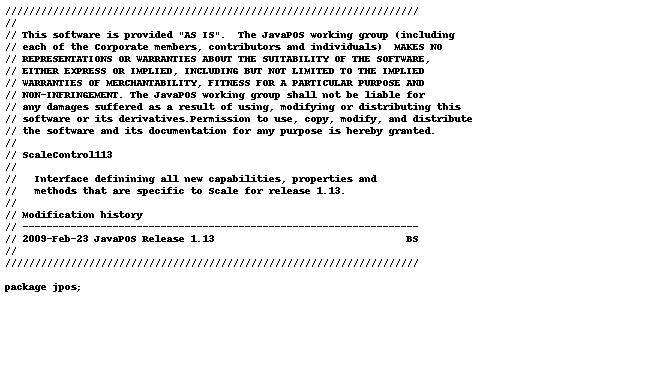 /////////////////////////////////////////////////////////////////////
//
// This software is provided "AS IS".  The JavaPOS working group (including
// each of the Corporate members, contributors and individuals)  MAKES NO
// REPRESENTATIONS OR WARRANTIES ABOUT THE SUITABILITY OF THE SOFTWARE,
// EITHER EXPRESS OR IMPLIED, INCLUDING BUT NOT LIMITED TO THE IMPLIED
// WARRANTIES OF MERCHANTABILITY, FITNESS FOR A PARTICULAR PURPOSE AND
// NON-INFRINGEMENT. The JavaPOS working group shall not be liable for
// any damages suffered as a result of using, modifying or distributing this
// software or its derivatives.Permission to use, copy, modify, and distribute
// the software and its documentation for any purpose is hereby granted.
//
// ScaleControl113
//
//   Interface definining all new capabilities, properties and
//   methods that are specific to Scale for release 1.13.
//
// Modification history
// ------------------------------------------------------------------
// 2009-Feb-23 JavaPOS Release 1.13                                BS
//
/////////////////////////////////////////////////////////////////////
package jpos;